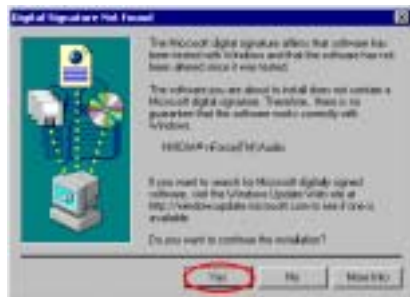 Digital Signature Not Found
The Microsoft digital signature affirms that software has
been tested with Windows and that the software has not
been altered since it was tested.
The software you are about to install does not contain a
Microsoft digital signature. Therefore, there is no
guarantee that this software works correctly with
Windows.
Audio
If you want to search for Microsoft digitally signed
software, visit the Windows Update Web site at
http://windowsupdate.microsoft.com to see if one is
available.
Do you want to continue the installation?
Yes
No
More Info